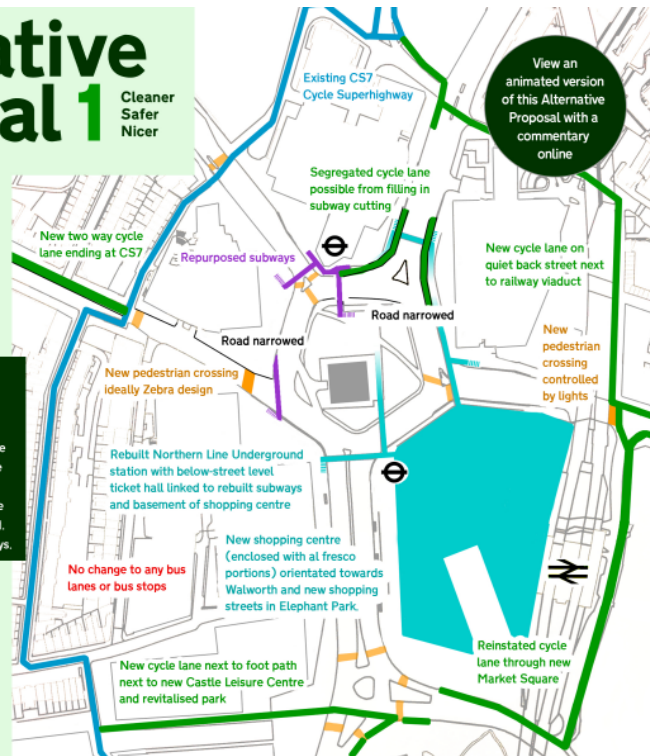 ative
al 1
Cleaner
Safer
Nicer
View an
animated version
of this Alternative
Proposal with a
commentary
online
Existing CS7
Cycle Superhighway
Segregated cycle lane
possible from filling in
subway cutting
New two way cycle
lane ending at CS7
Repurposed subways
New cycle lane on
quiet back street next
to railway viaduct
Road narrowed
Road narrowed
New
pedestrian
crossing
controlled
by lights
New pedestrian crossing
ideally Zebra design
Rebuilt Northern Line Underground
station with below-street level
ticket hall linked to rebuilt subways
and basement of shopping centre
New shopping centre
(enclosed with al fresco
portions) orientated towards
Walworth and new shopping
streets in Elephant Park.
No change to any bus
lanes or bus stops
Reinstated cycle
lane through new
Market Square
New cycle lane next to foot path
next to new Castle Leisure Centre
and revitalised park